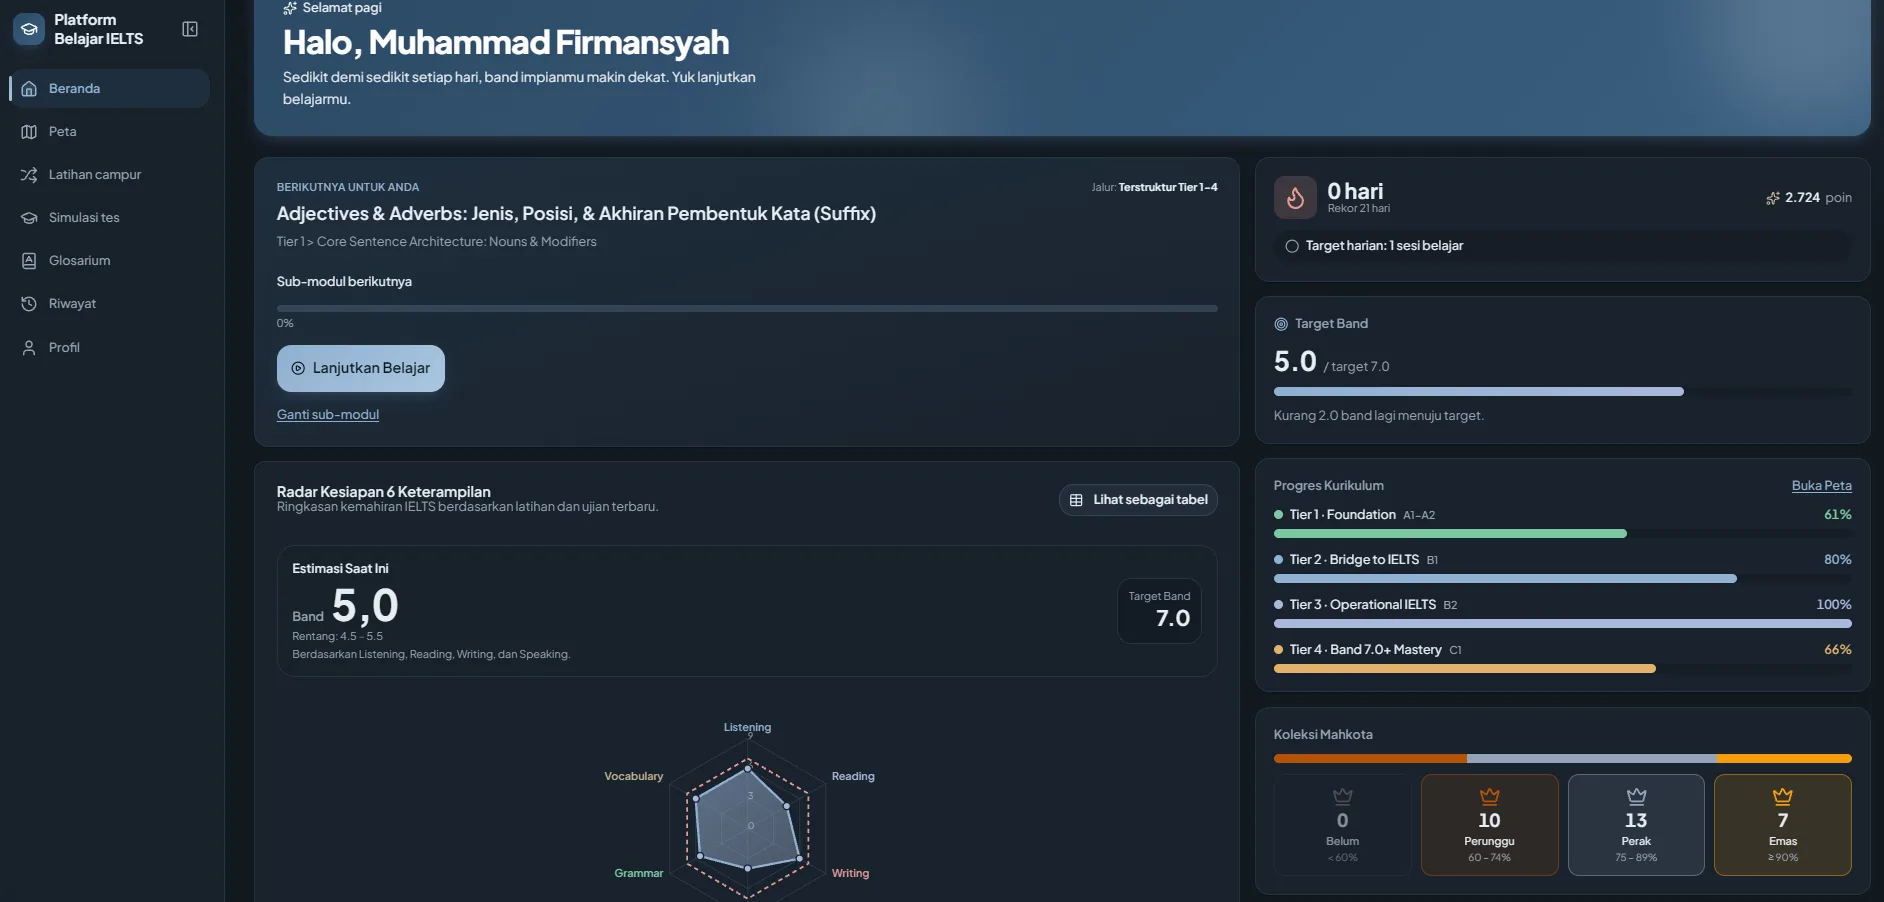 Platform
Belajar IELTS
Beranda
Peta
Latihan campur
Simulasi tes
Glosarium
Riwayat
Profil
Selamat pagi
Halo, Muhammad Firmansyah
Sedikit demi sedikit setiap hari, band impianmu makin dekat. Yuk lanjutkan
belajarmu.
BERIKUTNYA UNTUK ANDA
Jalur: Terstruktur Tier 1–4
Adjectives & Adverbs: Jenis, Posisi, & Akhiran Pembentuk Kata (Suffix)
Tier 1 > Core Sentence Architecture: Nouns & Modifiers
Sub-modul berikutnya
0%
Lanjutkan Belajar
Ganti sub-modul
Radar Kesiapan 6 Keterampilan
Ringkasan kemahiran IELTS berdasarkan latihan dan ujian terbaru.
Lihat sebagai tabel
Estimasi Saat Ini
Band 5,0
Rentang: 4.5 – 5.5
Berdasarkan Listening, Reading, Writing, dan Speaking.
Target Band
7.0
Listening
9
Vocabulary
Reading
3
0
Grammar
Writing
0 hari
Rekor 21 hari
2.724 poin
Target harian: 1 sesi belajar
Target Band
5.0 / target 7.0
Kurang 2.0 band lagi menuju target.
Progres Kurikulum
Buka Peta
Tier 1 · Foundation A1–A2
61%
Tier 2 · Bridge to IELTS B1
80%
Tier 3 · Operational IELTS B2
100%
Tier 4 · Band 7.0+ Mastery C1
66%
Koleksi Mahkota
0
Belum
<60%
10
Perunggu
60 – 74%
13
Perak
75 – 89%
7
Emas
≥90%